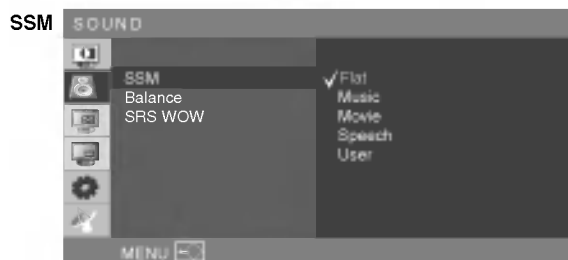 SSM
SOUND
SSM
Balance
SRS WOW
Flat
Music
Movie
Speech
User
MENU